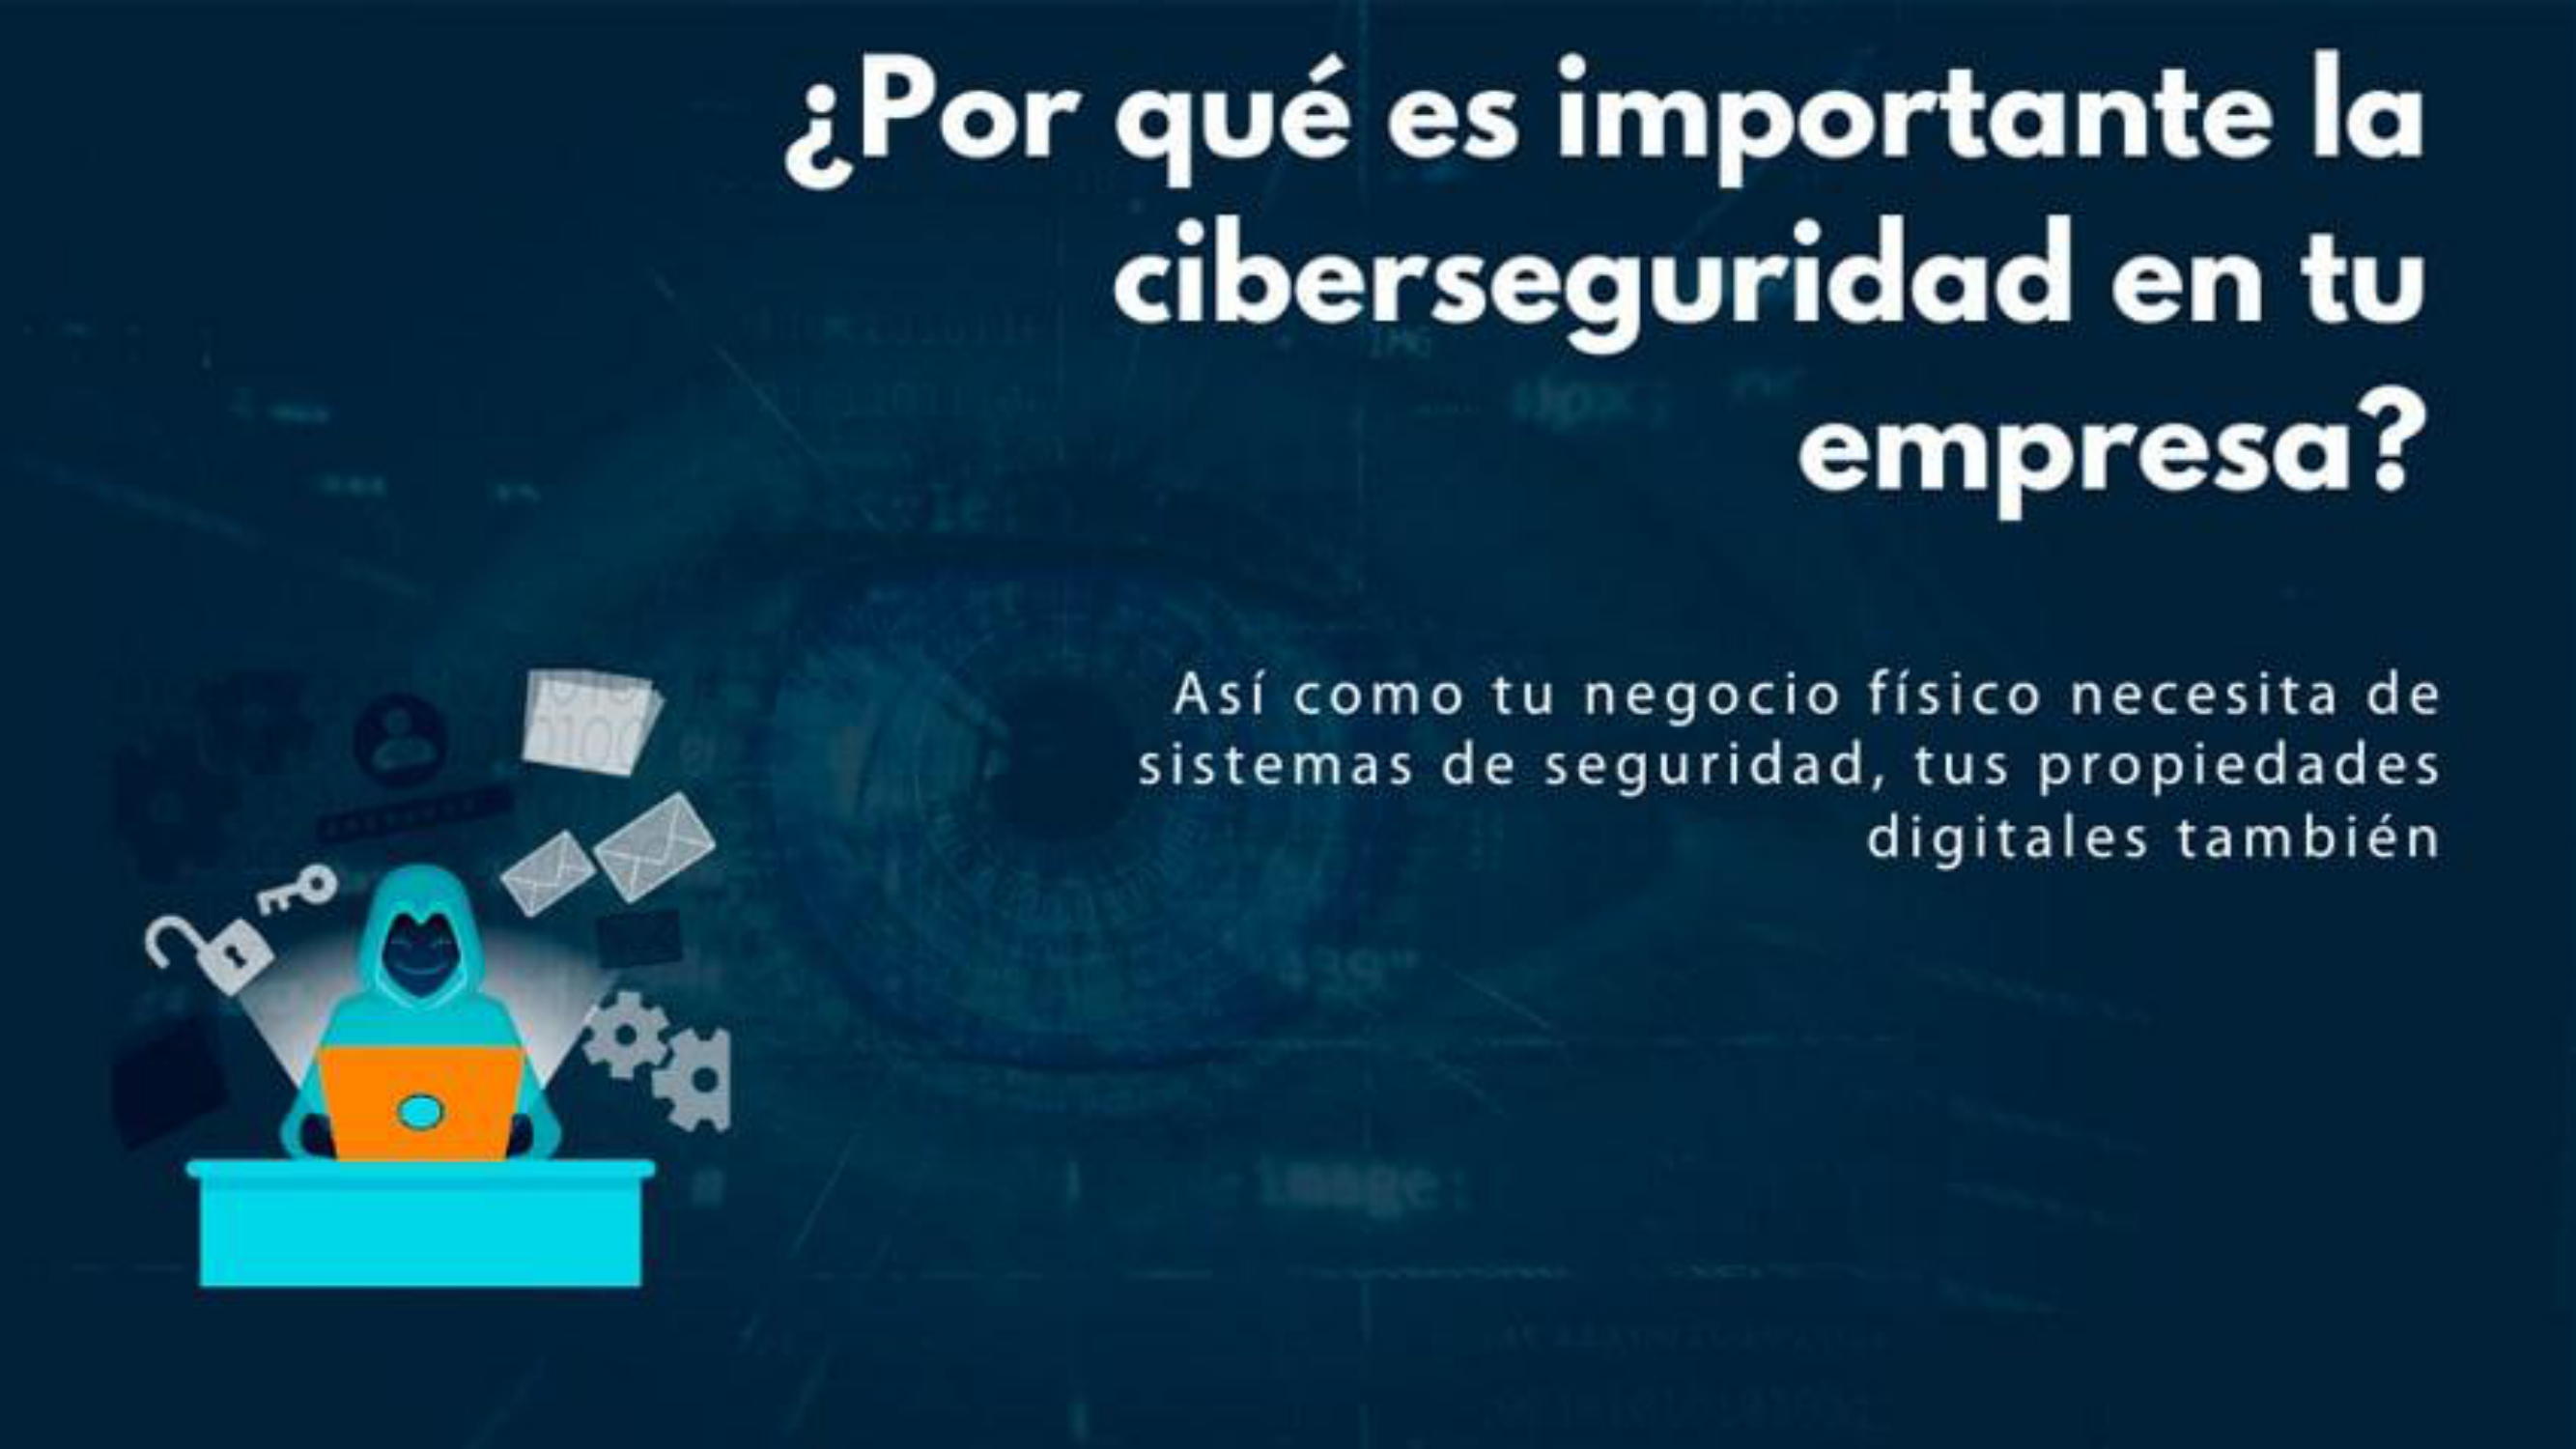 ¿Por qué es importante la
ciberseguridad en tu
empresa?
Así como tu negocio físico necesita de
sistemas de seguridad, tus propiedades
digitales también
image: